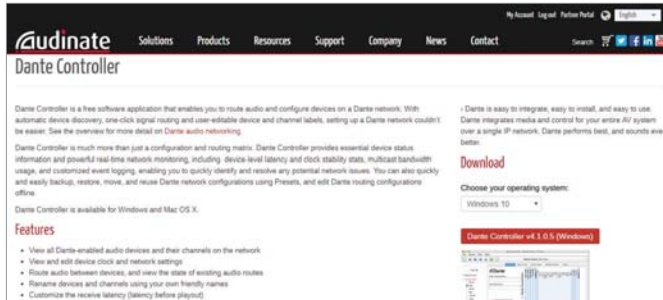 My Account Log out Partner Portal English
Audinate Solutions Products Resources Support Company News Contact Search
Dante Controller
Dante Controller is a free software application that enables you to route audio and configure devices on a Dante network. With
automatic device discovery, one-click signal routing and user-editable device and channel labels, setting up a Dante network couldn't
be easier. See the overview for more detail on Dante audio networking.
Dante Controller is much more than just a configuration and routing matrix. Dante Controller provides essential device status
information and powerful real-time network monitoring, including device-level latency and clock stability stats, multicast bandwidth
usage, and customized event logging, enabling you to quickly identify and resolve any potential network issues. You can also quickly
and easily backup, restore, move, and reuse Dante network configurations using Presets, and edit Dante routing configurations
offline.
Dante Controller is available for Windows and Mac OS X.
Features
• View all Dante-enabled audio devices and their channels on the network
• View and edit device clock and network settings
• Route audio between devices, and view the state of existing audio routes
• Rename devices and channels using your own friendly names
• Customize the receive latency (latency before playout)
› Dante is easy to integrate, easy to install, and easy to use.
Dante integrates media and control for your entire AV system
over a single IP network. Dante performs best, and sounds eve
better.
Download
Choose your operating system:
Windows 10
Dante Controller v4.1.0.5 (Windows)